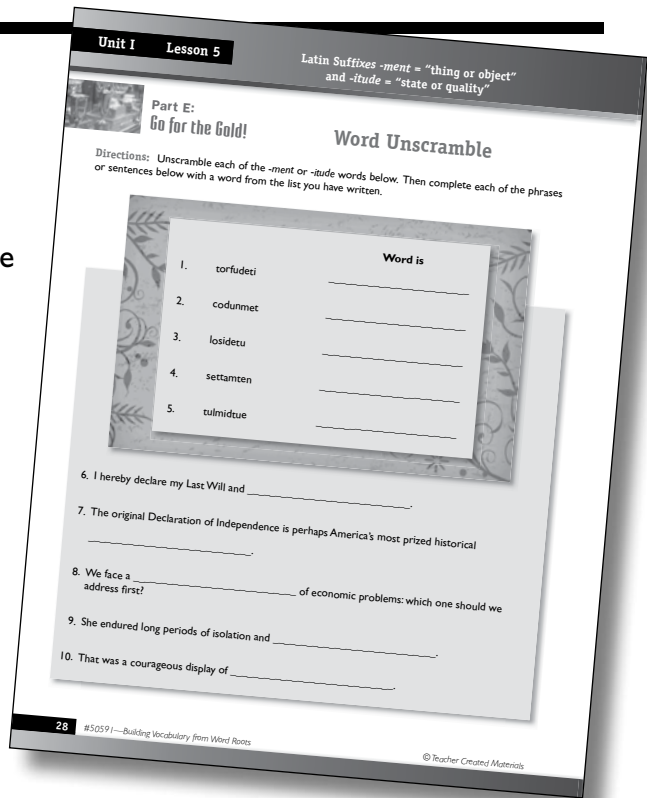 Unit I Lesson 5
Latin Suffixes -ment = “thing or object”
and -itude = “state or quality”
Part E:
Go for the Gold!
Word Unscramble
Directions: Unscramble each of the -ment or -itude words below. Then complete each of the phrases
or sentences below with a word from the list you have written.
e
Word is
1. torfudeti
2. codunmet
3. losidetu
4. settamten
5. tulmidtue
6. I hereby declare my Last Will and ______________.
7. The original Declaration of Independence is perhaps America’s most prized historical
______________.
8. We face a ______________ of economic problems: which one should we
address first?
9. She endured long periods of isolation and ______________.
10. That was a courageous display of ______________.
28 #50591—Building Vocabulary from Word Roots
© Teacher Created Materials